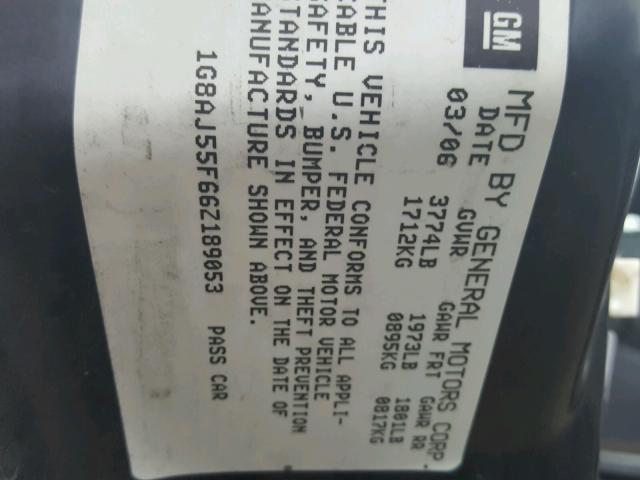 GM
MFD BY GENERAL MOTORS CORP
DATE GVWR GAWR FRT GAWR RR
03/06 3774LB 1973LB 1801LB
1712KG 0895KG 0817KG
THIS VEHICLE CONFORMS TO ALL APPLI-
CABLE U.S. FEDERAL MOTOR VEHICLE
SAFETY, BUMPER, AND THEFT PREVENTION
STANDARDS IN EFFECT ON THE DATE OF
MANUFACTURE SHOWN ABOVE.
1G8AJ55F66Z189053 PASS CAR